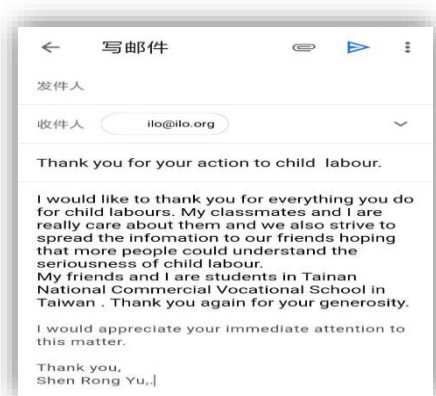 写邮件
发件人
收件人 ilo@ilo.org
Thank you for your action to child labour.
I would like to thank you for everything you do
for child labours. My classmates and I are
really care about them and we also strive to
spread the infomation to our friends hoping
that more people could understand the
seriousness of child labour.
My friends and I are students in Tainan
National Commercial Vocational School in
Taiwan . Thank you again for your generosity.
I would appreciate your immediate attention to
this matter.
Thank you,
Shen Rong Yu,.